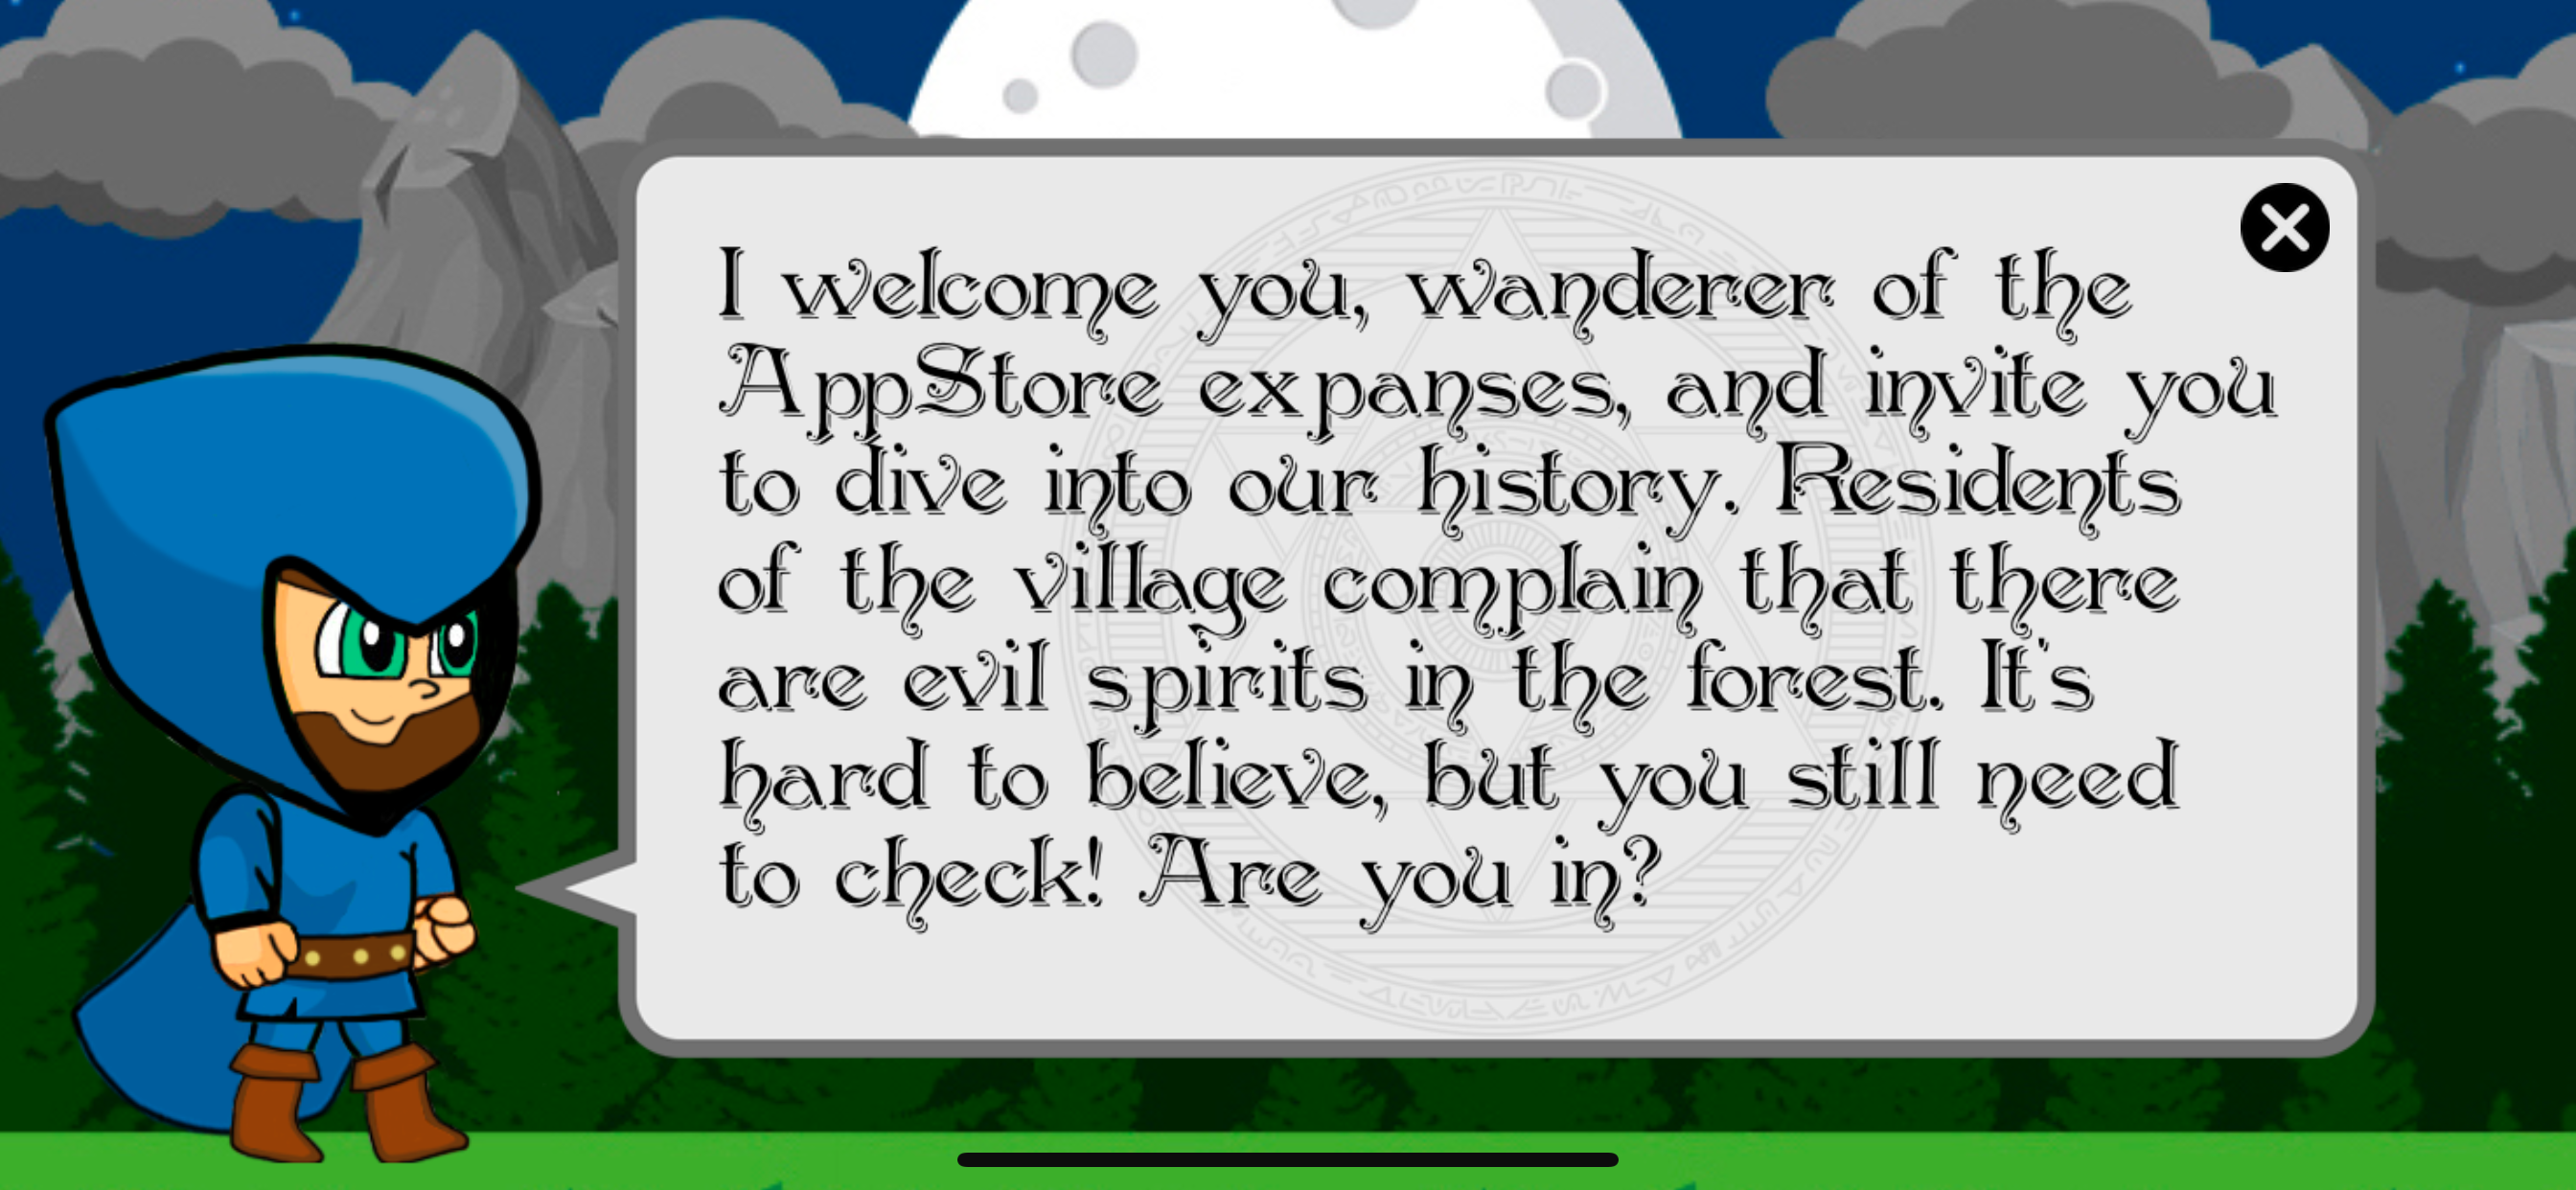 I welcome you, wanderer of the
AppStore expanses, and invite you
to dive into our history. Residents
of the village complain that there
are evil spirits in the forest. It's
hard to believe, but you still need
to check! Are you in?